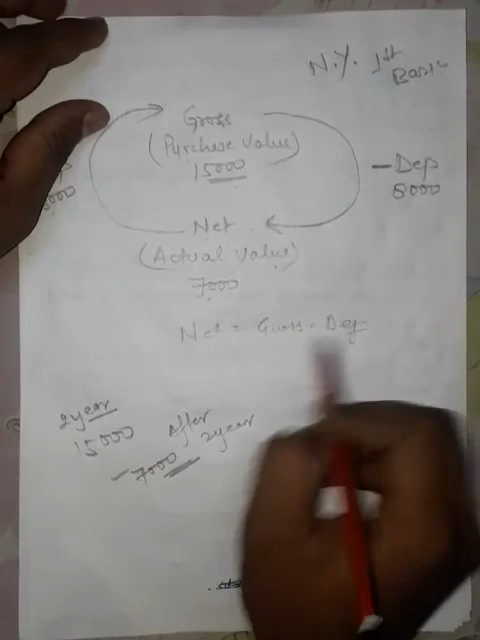 N.Y. 1st
Basic
Gross
(Purchase Value)
15000
- Dep
8000
Net
(Actual Value)
7000
Net = Gross - Dep
2year
15000
After
2year
7000